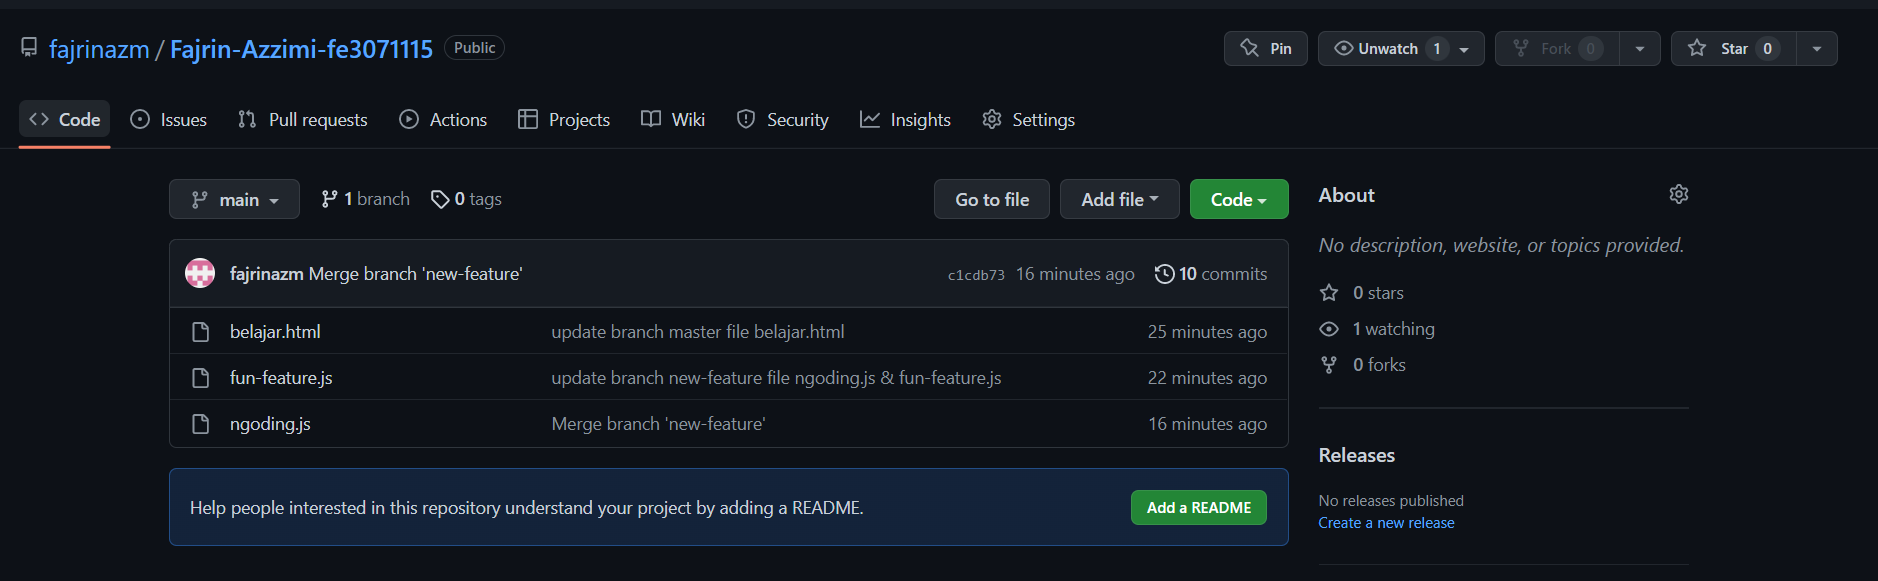 fajrinazm / Fajrin-Azzimi-fe3071115 Public
Pin Unwatch 1 Fork 0 Star 0
Code Issues Pull requests Actions Projects Wiki Security Insights Settings
main 1 branch 0 tags Go to file Add file Code
fajrinazm Merge branch 'new-feature' c1cdb73 16 minutes ago 10 commits
belajar.html update branch master file belajar.html 25 minutes ago
fun-feature.js update branch new-feature file ngoding.js & fun-feature.js 22 minutes ago
ngoding.js Merge branch 'new-feature' 16 minutes ago
Help people interested in this repository understand your project by adding a README. Add a README
About
No description, website, or topics provided.
0 stars
1 watching
0 forks
Releases
No releases published
Create a new release